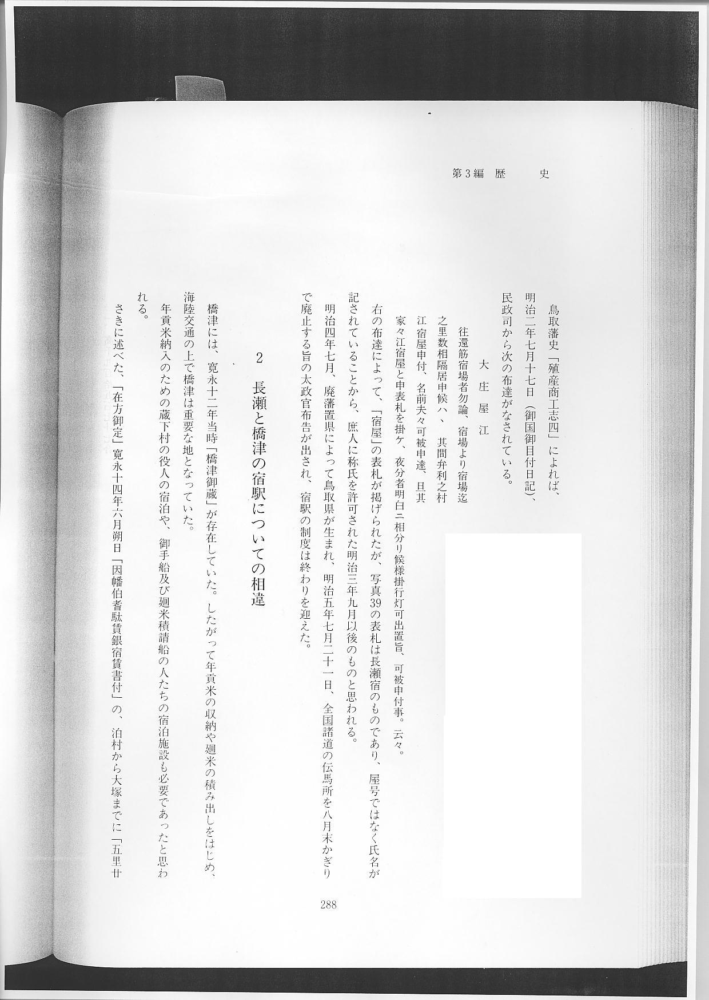 第3編 歴 史
鳥取藩史「殖産商工志四」によれば、
明治二年七月十七日（御国御目付日記）、
民政司から次の布達がなされている。
大庄屋江
往還筋宿場者勿論、宿場より宿場迄
之里数相隔居申候ハヽ 其間弁利之村
江宿屋申付、名前夫々可被申達、且其
家々江宿屋と申表札を掛ケ、夜分者明白ニ相分リ候様掛行灯可出置旨、可被申付事。云々。
右の布達によって、「宿屋」の表札が掲げられたが、写真39の表札は長瀬宿のものであり、屋号ではなく氏名が
記されていることから、庶人に称氏を許可された明治三年九月以後のものと思われる。
明治四年七月、廃藩置県によって鳥取県が生まれ、明治五年七月二十一日、全国諸道の伝馬所を八月末かぎり
で廃止する旨の太政官布告が出され、宿駅の制度は終わりを迎えた。
2 長瀬と橋津の宿駅についての相違
橋津には、寛永十二年当時「橋津御蔵」が存在していた。したがって年貢米の収納や廻米の積み出しをはじめ、
海陸交通の上で橋津は重要な地となっていた。
年貢米納入のための蔵下村の役人の宿泊や、御手船及び廻米積請船の人たちの宿泊施設も必要であったと思わ
れる。
さきに述べた、「在方御定」寛永十四年六月朔日「因幡伯耆駄賃銀宿賃書付」の、泊村から大塚までに「五里廿
288